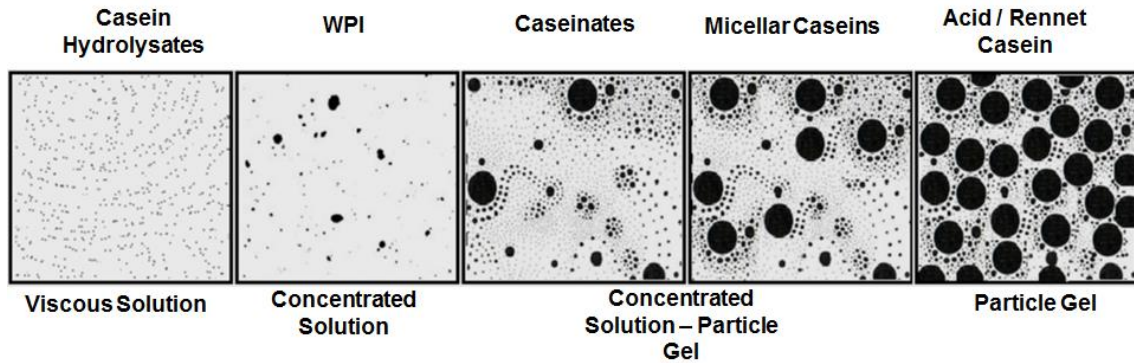 Casein
Hydrolysates
WPI
Caseinates
Micellar Caseins
Acid / Rennet
Casein
Viscous Solution
Concentrated
Solution
Concentrated
Solution – Particle
Gel
Particle Gel